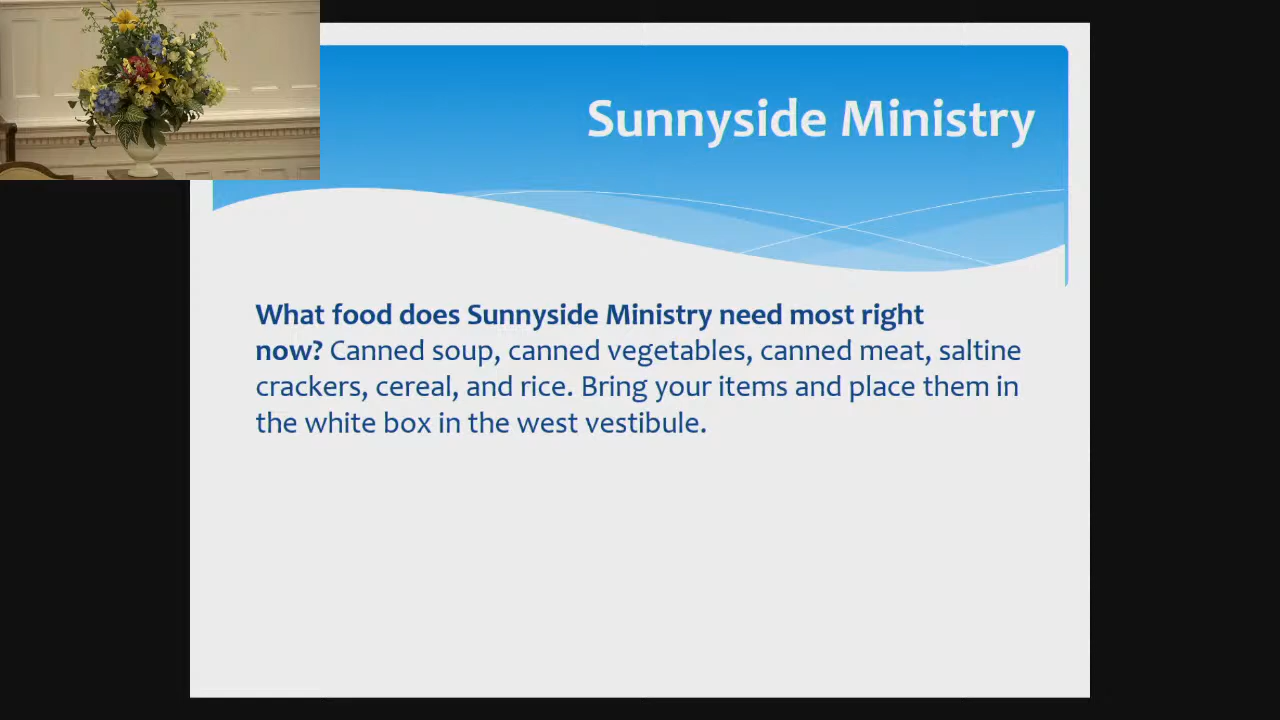 Sunnyside Ministry
What food does Sunnyside Ministry need most right
now? Canned soup, canned vegetables, canned meat, saltine
crackers, cereal, and rice. Bring your items and place them in
the white box in the west vestibule.